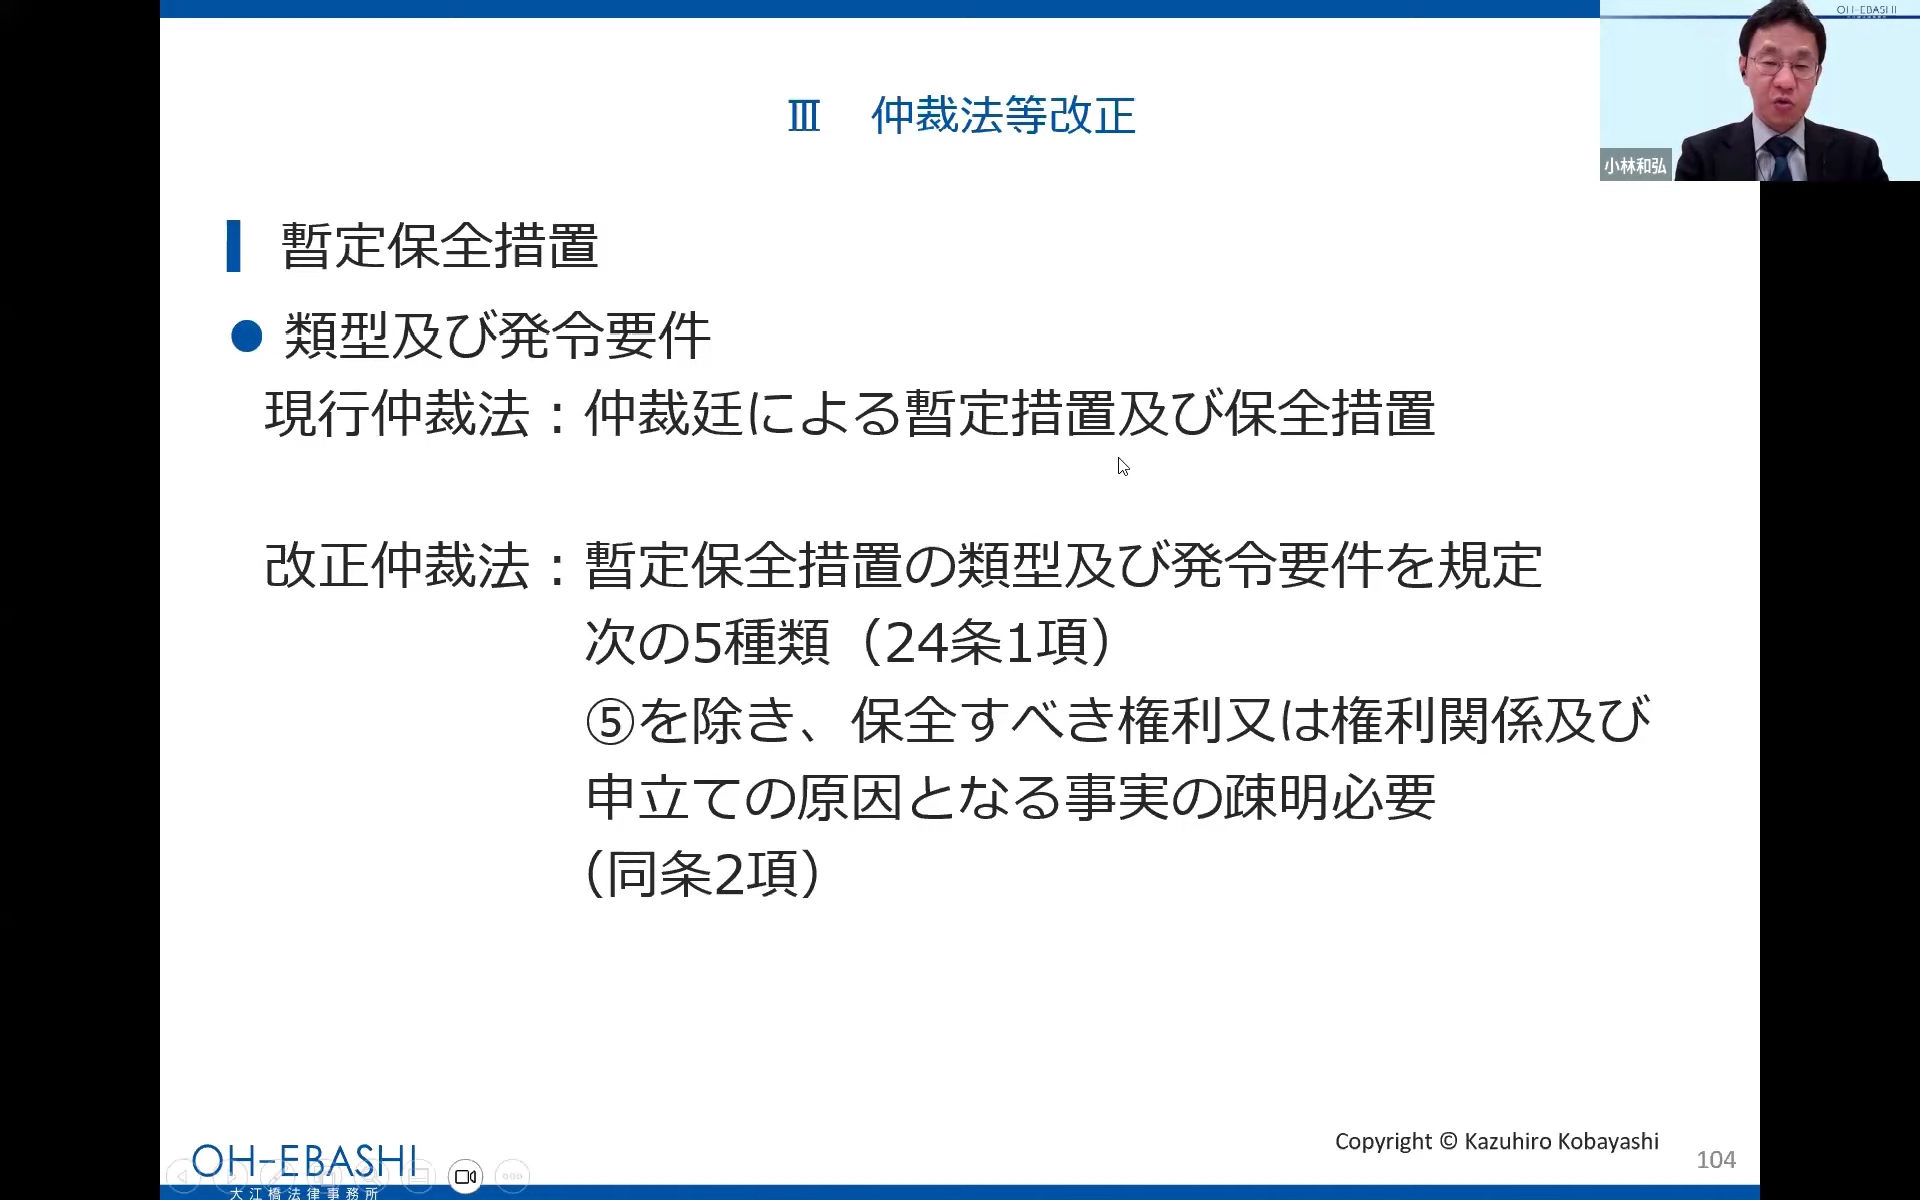 OH-EBASHI
小林和弘
Ⅲ 仲裁法等改正
暫定保全措置
類型及び発令要件
現行仲裁法：仲裁廷による暫定措置及び保全措置
改正仲裁法：暫定保全措置の類型及び発令要件を規定
次の5種類（24条1項）
⑤を除き、保全すべき権利又は権利関係及び
申立ての原因となる事実の疎明必要
（同条2項）
Copyright © Kazuhiro Kobayashi
104
OH-EBASHI
大江橋法律事務所